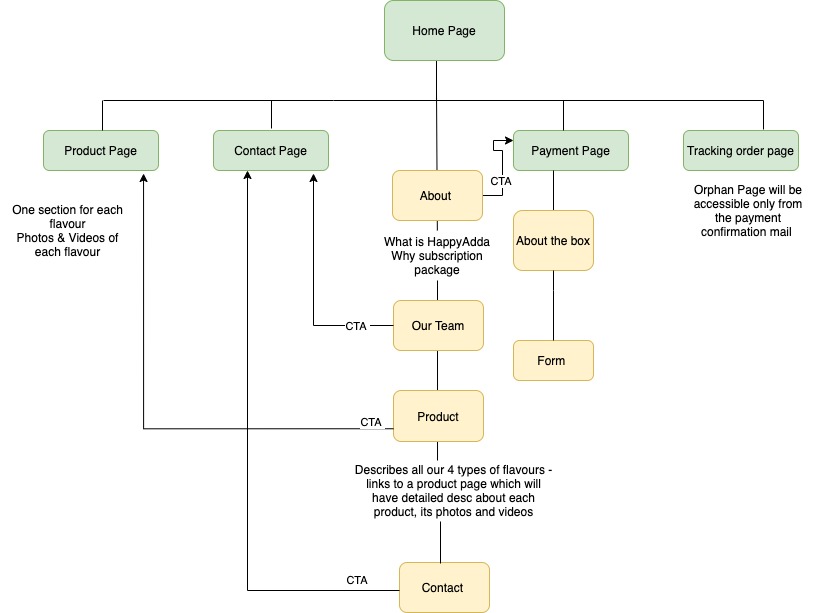 Home Page
Product Page
Contact Page
Payment Page
Tracking order page
CTA
About
Orphan Page will be
accessible only from
the payment
confirmation mail
One section for each
flavour
Photos & Videos of
each flavour
What is HappyAdda
Why subscription
package
About the box
CTA
Our Team
Form
CTA
Product
Describes all our 4 types of flavours -
links to a product page which will
have detailed desc about each
product, its photos and videos
CTA
Contact